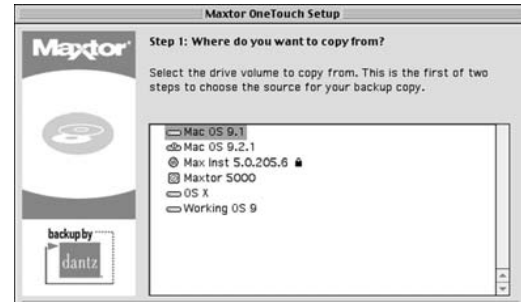 Maxtor OneTouch Setup
Maxtor
Step 1: Where do you want to copy from?
Select the drive volume to copy from. This is the first of two
steps to choose the source for your backup copy.
Mac OS 9.1
Mac OS 9.2.1
Max Inst 5.0.205.6
Maxtor 5000
OS X
Working OS 9
backup by
dantz